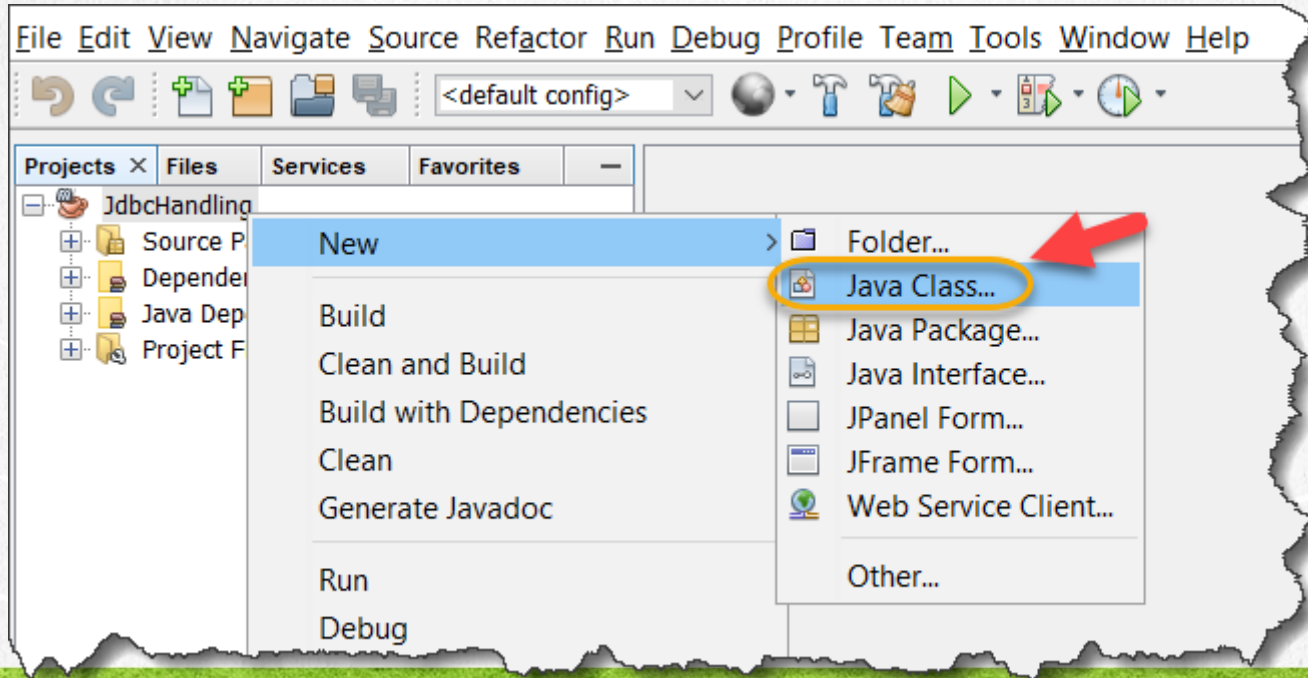 File Edit View Navigate Source Refactor Run Debug Profile Team Tools Window Help
<default config>
Projects Files Services Favorites
JdbcHandling
Source P
Depender
Java Dep
Project F
New
Build
Clean and Build
Build with Dependencies
Clean
Generate Javadoc
Run
Debug
Folder...
Java Class...
Java Package...
Java Interface...
JPanel Form...
JFrame Form...
Web Service Client...
Other...